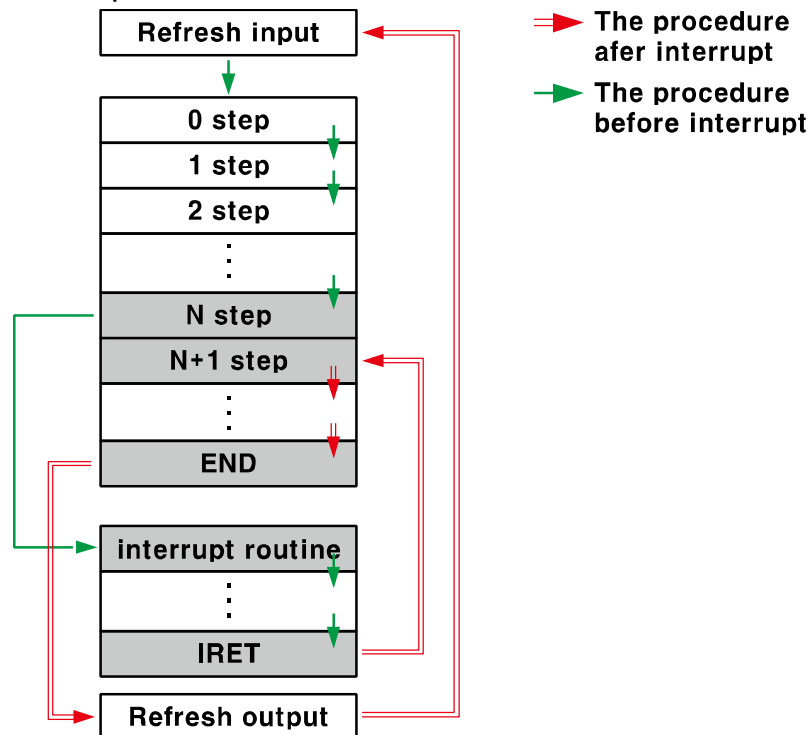 Refresh input
0 step
1 step
2 step
N step
N+1 step
END
interrupt routine
IRET
Refresh output
The procedure
afer interrupt
The procedure
before interrupt